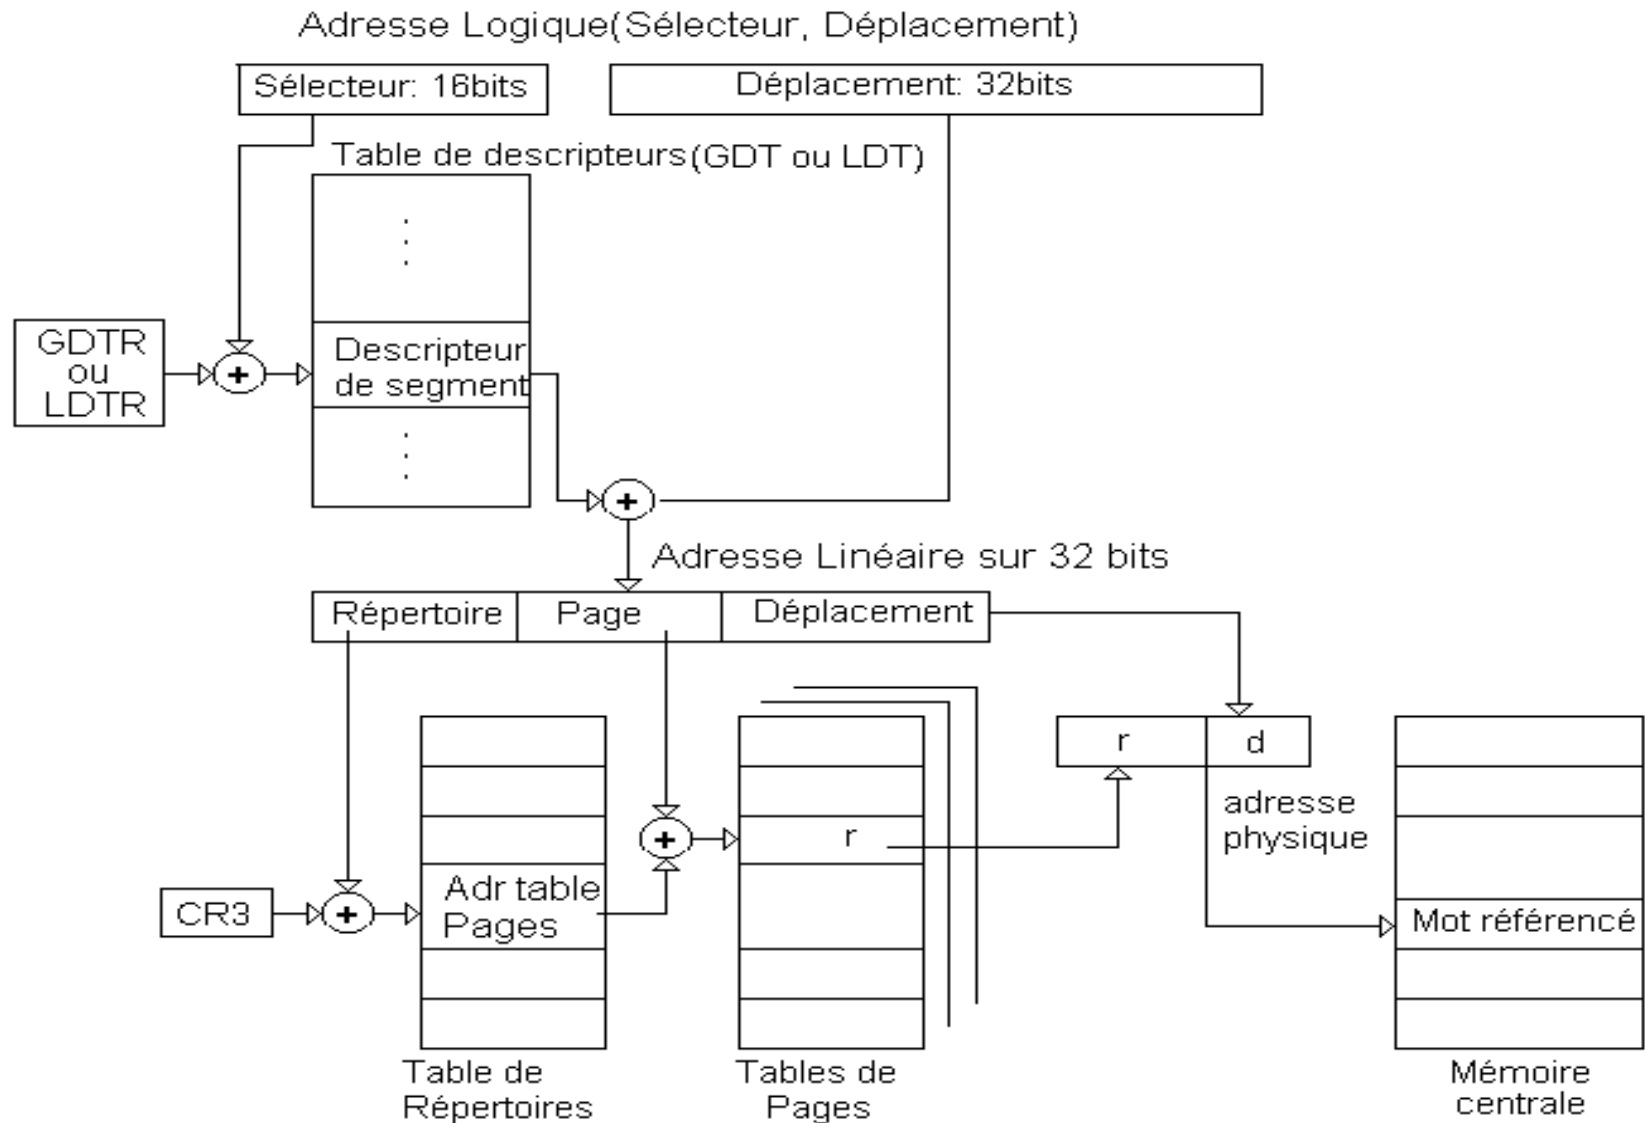 Adresse Logique(Sélecteur, Déplacement)
Sélecteur: 16bits
Déplacement: 32bits
Table de descripteurs(GDT ou LDT)
GDTR
ou
LDTR
+
Descripteur
de segment
+
Adresse Linéaire sur 32 bits
Répertoire
Page
Déplacement
r
d
adresse
physique
+
r
CR3
+
Adr table
Pages
Mot référencé
Table de
Répertoires
Tables de
Pages
Mémoire
centrale